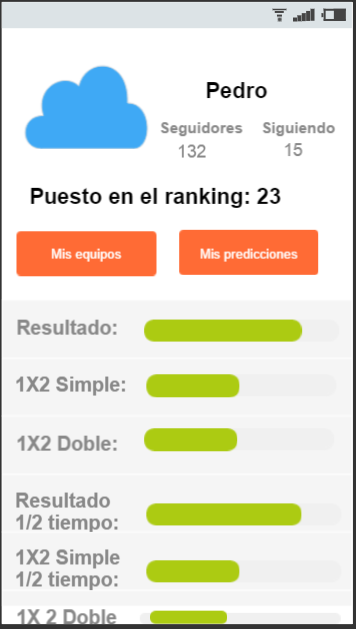 Pedro
Seguidores Siguiendo
132 15
Puesto en el ranking: 23
Mis equipos Mis predicciones
Resultado:
1X2 Simple:
1X2 Doble:
Resultado
1/2 tiempo:
1X2 Simple
1/2 tiempo:
1X 2 Doble